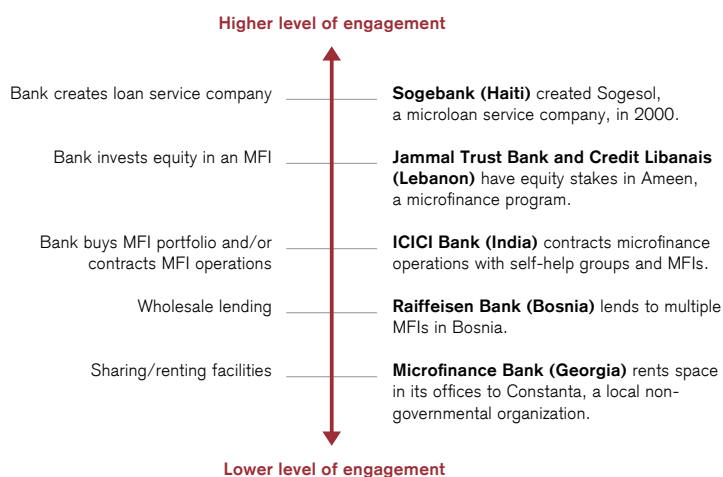 Higher level of engagement
Bank creates loan service company
Sogebank (Haiti) created Sogesol,
a microloan service company, in 2000.
Bank invests equity in an MFI
Jammal Trust Bank and Credit Libanais
(Lebanon) have equity stakes in Ameen,
a microfinance program.
Bank buys MFI portfolio and/or
contracts MFI operations
ICICI Bank (India) contracts microfinance
operations with self-help groups and MFIs.
Wholesale lending
Raiffeisen Bank (Bosnia) lends to multiple
MFIs in Bosnia.
Sharing/renting facilities
Microfinance Bank (Georgia) rents space
in its offices to Constanta, a local non-
governmental organization.
Lower level of engagement